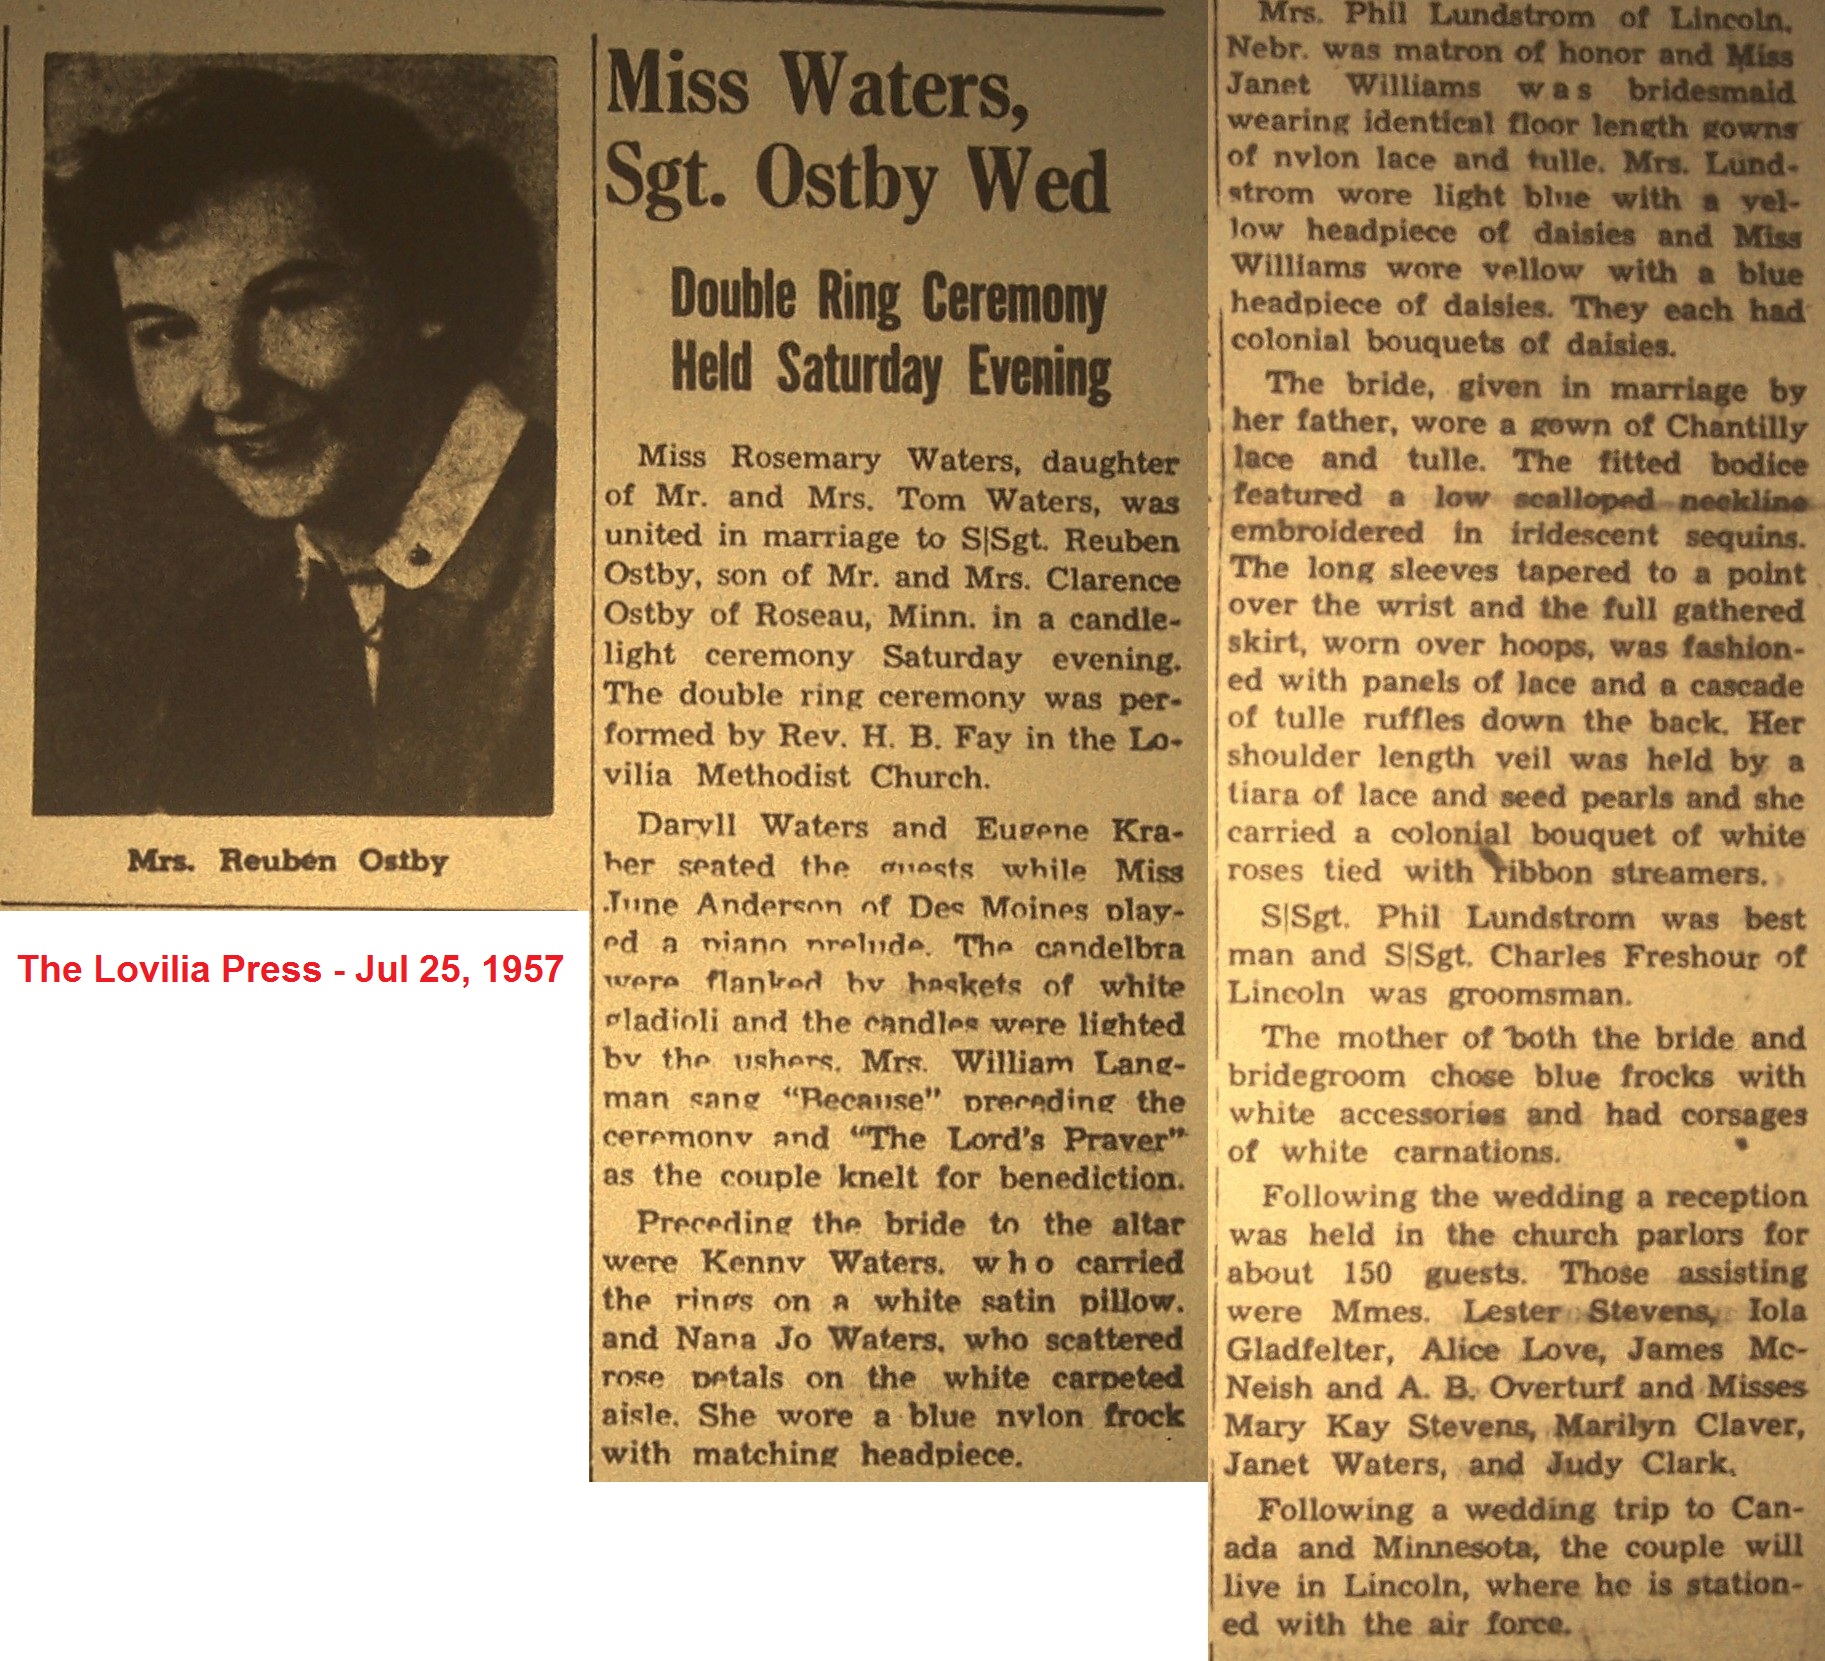 Mrs. Reuben Ostby
The Lovilia Press - Jul 25, 1957
Miss Waters,
Sgt. Ostby Wed
Double Ring Ceremony
Held Saturday Evening
Miss Rosemary Waters, daughter
of Mr. and Mrs. Tom Waters, was
united in marriage to S|Sgt. Reuben
Ostby, son of Mr. and Mrs. Clarence
Ostby of Roseau, Minn. in a candle-
light ceremony Saturday evening.
The double ring ceremony was per-
formed by Rev. H. B. Fay in the Lo-
vilia Methodist Church.
Daryll Waters and Eugene Kra-
her seated the guests while Miss
June Anderson of Des Moines play-
ed a piano prelude. The candelbra
were flanked by baskets of white
gladioli and the candles were lighted
by the ushers. Mrs. William Lang-
man sang “Because” preceding the
ceremony and “The Lord's Prayer”
as the couple knelt for benediction.
Preceding the bride to the altar
were Kenny Waters, who carried
the rings on a white satin pillow,
and Nana Jo Waters, who scattered
rose petals on the white carpeted
aisle. She wore a blue nylon frock
with matching headpiece.
Mrs. Phil Lundstrom of Lincoln,
Nebr. was matron of honor and Miss
Janet Williams was bridesmaid
wearing identical floor length gowns
of nylon lace and tulle. Mrs. Lund-
strom wore light blue with a yel-
low headpiece of daisies and Miss
Williams wore yellow with a blue
headpiece of daisies. They each had
colonial bouquets of daisies.
The bride, given in marriage by
her father, wore a gown of Chantilly
lace and tulle. The fitted bodice
featured a low scalloped neckline
embroidered in iridescent sequins.
The long sleeves tapered to a point
over the wrist and the full gathered
skirt, worn over hoops, was fashion-
ed with panels of lace and a cascade
of tulle ruffles down the back. Her
shoulder length veil was held by a
tiara of lace and seed pearls and she
carried a colonial bouquet of white
roses tied with ribbon streamers.
S|Sgt. Phil Lundstrom was best
man and S|Sgt. Charles Freshour of
Lincoln was groomsman.
The mother of both the bride and
bridegroom chose blue frocks with
white accessories and had corsages
of white carnations.
Following the wedding a reception
was held in the church parlors for
about 150 guests. Those assisting
were Mmes. Lester Stevens, Iola
Gladfelter, Alice Love, James Mc-
Neish and A. B. Overturf and Misses
Mary Kay Stevens, Marilyn Claver,
Janet Waters, and Judy Clark.
Following a wedding trip to Can-
ada and Minnesota, the couple will
live in Lincoln, where he is station-
ed with the air force.